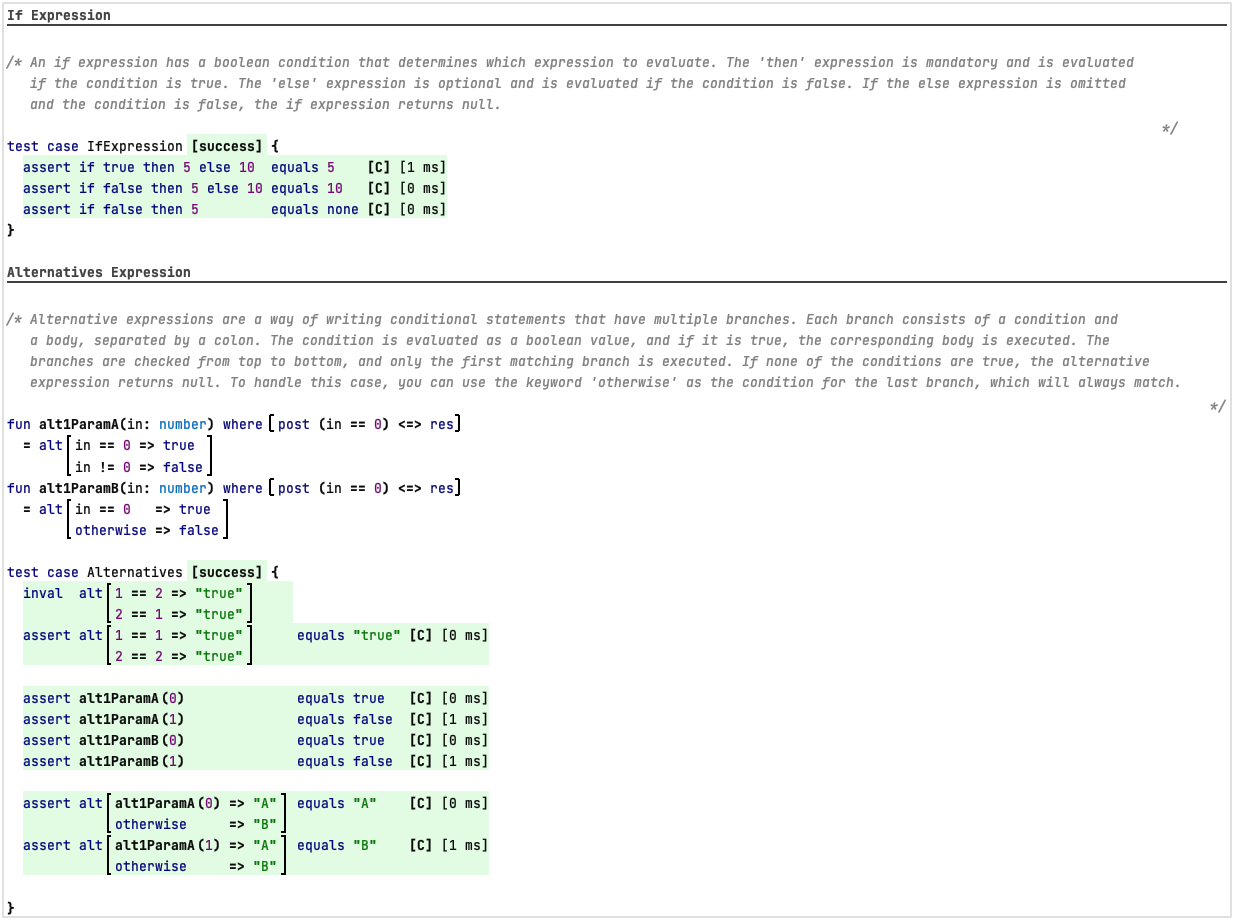 If Expression
/* An if expression has a boolean condition that determines which expression to evaluate. The 'then' expression is mandatory and is evaluated
if the condition is true. The 'else' expression is optional and is evaluated if the condition is false. If the else expression is omitted
and the condition is false, the if expression returns null.
*/
test case IfExpression [success] {
assert if true then 5 else 10 equals 5 [C] [1 ms]
assert if false then 5 else 10 equals 10 [C] [0 ms]
assert if false then 5 equals none [C] [0 ms]
}
Alternatives Expression
/* Alternative expressions are a way of writing conditional statements that have multiple branches. Each branch consists of a condition and
a body, separated by a colon. The condition is evaluated as a boolean value, and if it is true, the corresponding body is executed. The
branches are checked from top to bottom, and only the first matching branch is executed. If none of the conditions are true, the alternative
expression returns null. To handle this case, you can use the keyword 'otherwise' as the condition for the last branch, which will always match.
*/
fun alt1ParamA(in: number) where [post (in == 0) <=> res]
= alt [in == 0 => true
in != 0 => false]
fun alt1ParamB(in: number) where [post (in == 0) <=> res]
= alt [in == 0 => true
otherwise => false]
test case Alternatives [success] {
inval alt [1 == 2 => "true"
2 == 1 => "true"]
assert alt [1 == 1 => "true" equals "true" [C] [0 ms]
2 == 2 => "true"]
assert alt1ParamA(0) equals true [C] [0 ms]
assert alt1ParamA(1) equals false [C] [1 ms]
assert alt1ParamB(0) equals true [C] [0 ms]
assert alt1ParamB(1) equals false [C] [1 ms]
assert alt [alt1ParamA(0) => "A" equals "A" [C] [0 ms]
otherwise => "B"]
assert alt [alt1ParamA(1) => "A" equals "B" [C] [1 ms]
otherwise => "B"]
}